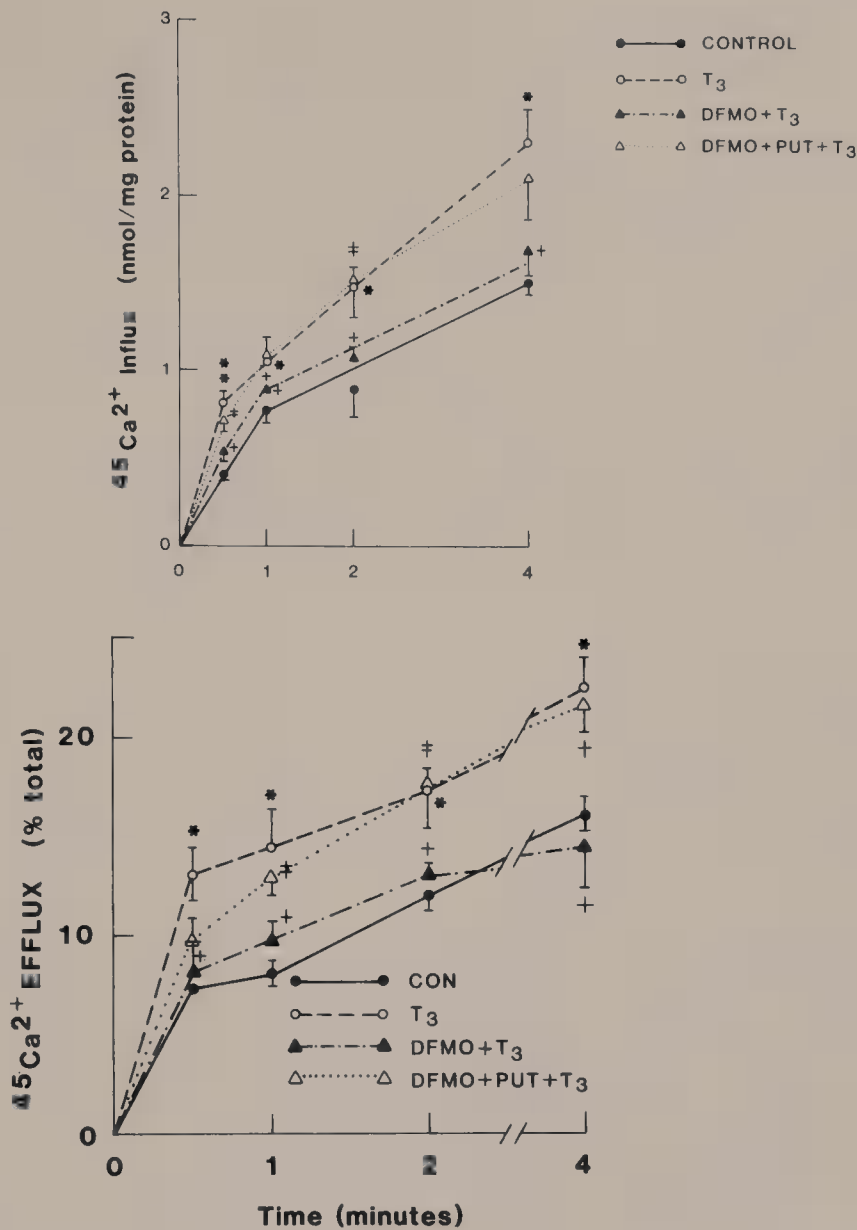 3
2
1
0
45Ca2+ Influx (nmol/mg protein)
CONTROL
T3
DFMO+T3
DFMO+PUT+T3
*
*
*
*
*
‡
‡
+
+
+
+
+
0 1 2 4
20
10
0
45Ca2+ EFFLUX (% total)
*
*
*
*
‡
‡
+
+
+
+
+
CON
T3
DFMO+T3
DFMO+PUT+T3
0 1 2 4
Time (minutes)